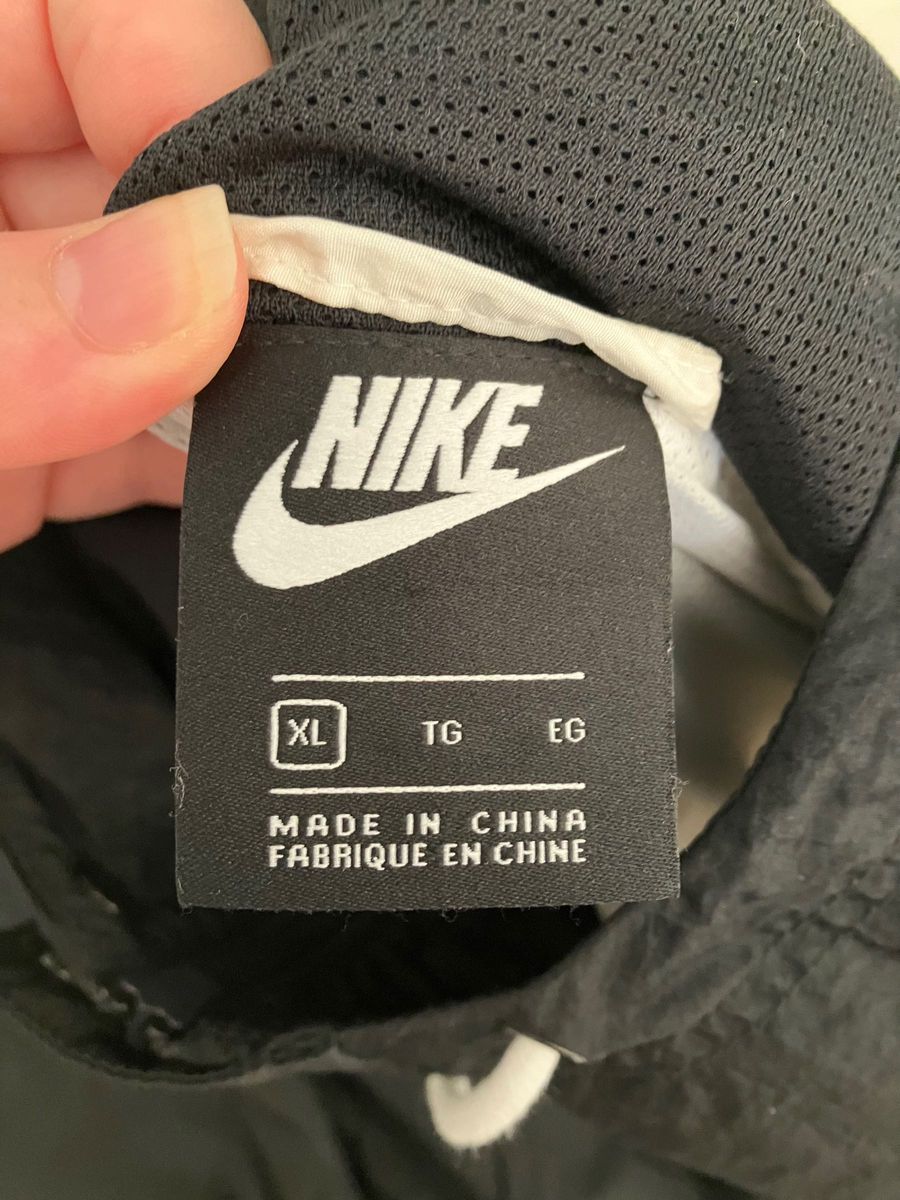 NIKE
XL TG EG
MADE IN CHINA
FABRIQUE EN CHINE